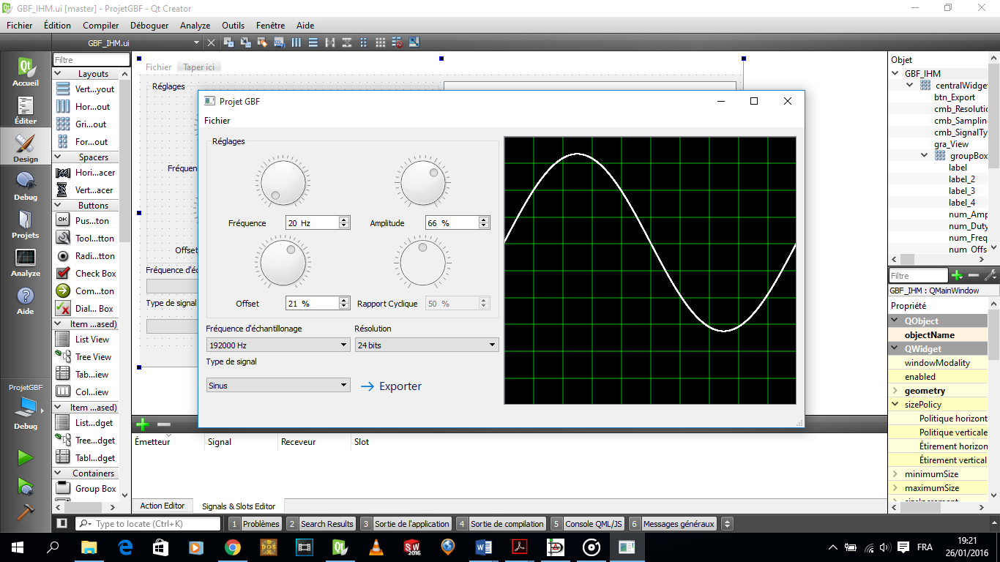 GBF_IHM.ui [master] - ProjetGBF - Qt Creator
Fichier Édition Compiler Déboguer Analyze Outils Fenêtre Aide
GBF_IHM.ui
Accueil
Éditer
Design
Debug
Projets
Analyze
Aide
ProjetGBF
Debug
Filtre
Layouts
Vert...yout
Hor...out
Gri...out
For...out
Spacers
Hori...acer
Vert...acer
Buttons
OK
Pus...ton
Tool...tton
Radi...tton
Check Box
Com...ton
Dial... Box
Item ...ased)
List View
Tree View
Tab...iew
Col...iew
Item ...ased)
List...dget
Tree...dget
Tabl...dget
Containers
Group Box
Fichier Taper ici
Réglages
Fréquen
Offset
Fréquence d'éc
Type de signal
Projet GBF
Fichier
Réglages
Fréquence 20 Hz Amplitude 66 %
Offset 21 % Rapport Cyclique 50 %
Fréquence d'échantillonage Résolution
192000 Hz 24 bits
Type de signal
Sinus Exporter
Émetteur Signal Receveur Slot
Action Editor Signals & Slots Editor
Objet
GBF_IHM
centralWidge
btn_Export
cmb_Resolutic
cmb_Samplin
cmb_SignalTy
gra_View
groupBox
label
label_2
label_3
label_4
num_Amp
num_Duty
num_Freq
num_Offs
Filtre
GBF_IHM : QMainWindow
Propriété
QObject
objectName
QWidget
windowModality
enabled
geometry
sizePolicy
Politique horizont
Politique verticale
Étirement horizon
Étirement vertical
minimumSize
maximumSize
sizeIncrement
Type to locate (Ctrl+K) 1 Problèmes 2 Search Results 3 Sortie de l'application 4 Sortie de compilation 5 Console QML/JS 6 Messages généraux
DOS
SW
2016
FRA
19:21
26/01/2016